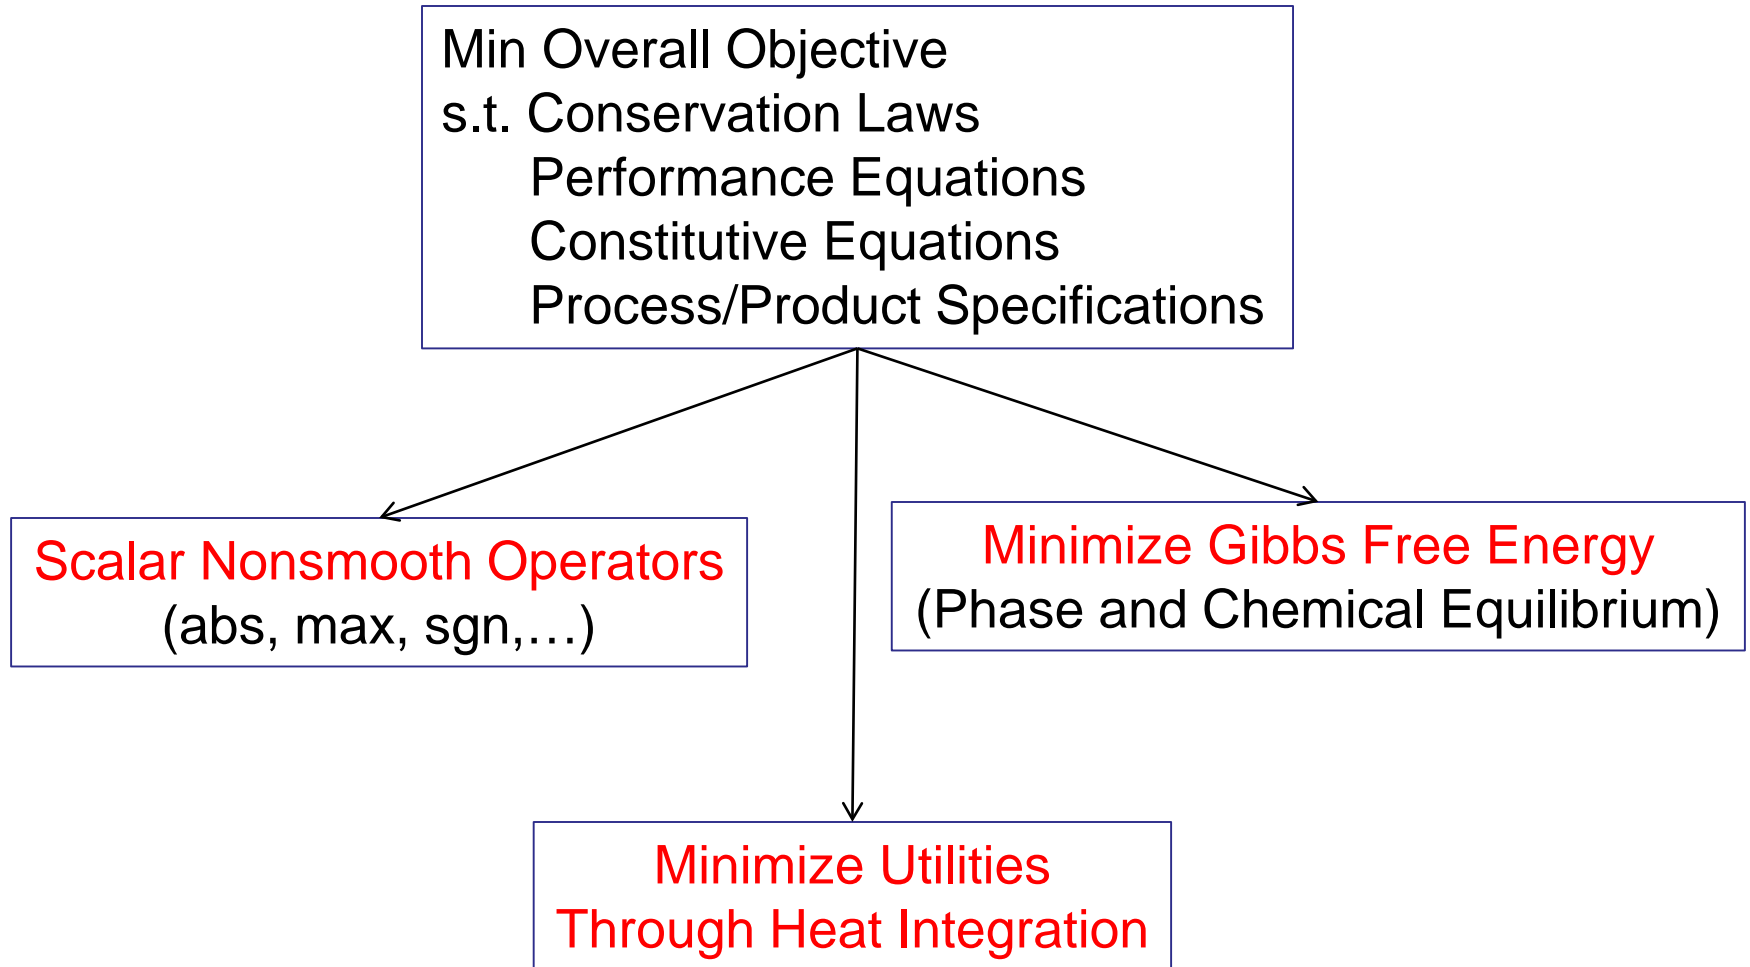 Min Overall Objective
s.t. Conservation Laws
Performance Equations
Constitutive Equations
Process/Product Specifications
Scalar Nonsmooth Operators
(abs, max, sgn,…)
Minimize Gibbs Free Energy
(Phase and Chemical Equilibrium)
Minimize Utilities
Through Heat Integration